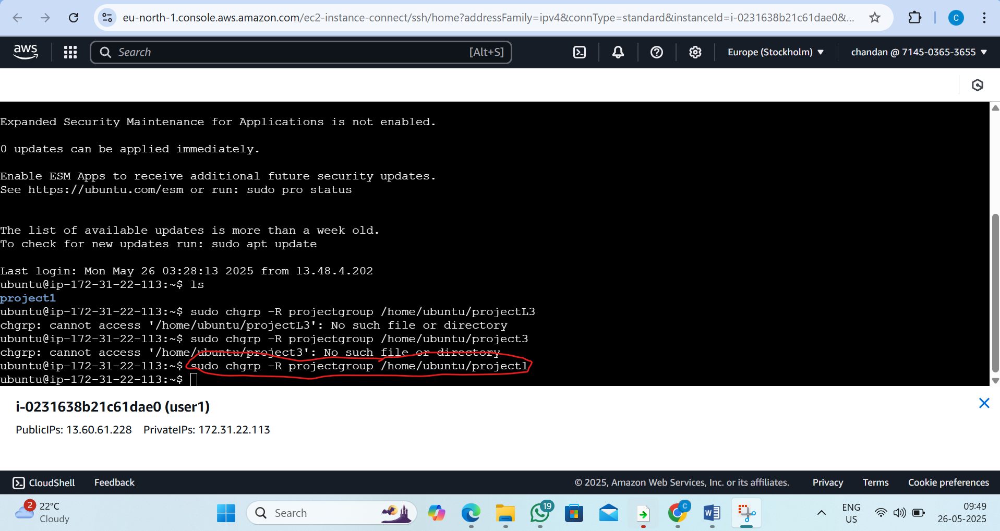 eu-north-1.console.aws.amazon.com/ec2-instance-connect/ssh/home?addressFamily=ipv4&connType=standard&instanceId=i-0231638b21c61dae0&...
C
aws
Search
[Alt+S]
Europe (Stockholm)
chandan @ 7145-0365-3655
Expanded Security Maintenance for Applications is not enabled.
0 updates can be applied immediately.
Enable ESM Apps to receive additional future security updates.
See https://ubuntu.com/esm or run: sudo pro status
The list of available updates is more than a week old.
To check for new updates run: sudo apt update
Last login: Mon May 26 03:28:13 2025 from 13.48.4.202
ubuntu@ip-172-31-22-113:~$ ls
project1
ubuntu@ip-172-31-22-113:~$ sudo chgrp -R projectgroup /home/ubuntu/projectL3
chgrp: cannot access '/home/ubuntu/projectL3': No such file or directory
ubuntu@ip-172-31-22-113:~$ sudo chgrp -R projectgroup /home/ubuntu/project3
chgrp: cannot access '/home/ubuntu/project3': No such file or directory
ubuntu@ip-172-31-22-113:~$ sudo chgrp -R projectgroup /home/ubuntu/project1
ubuntu@ip-172-31-22-113:~$
i-0231638b21c61dae0 (user1)
PublicIPs: 13.60.61.228 PrivateIPs: 172.31.22.113
CloudShell
Feedback
© 2025, Amazon Web Services, Inc. or its affiliates.
Privacy
Terms
Cookie preferences
2
22°C
Cloudy
Search
19
C
W
ENG
US
09:49
26-05-2025